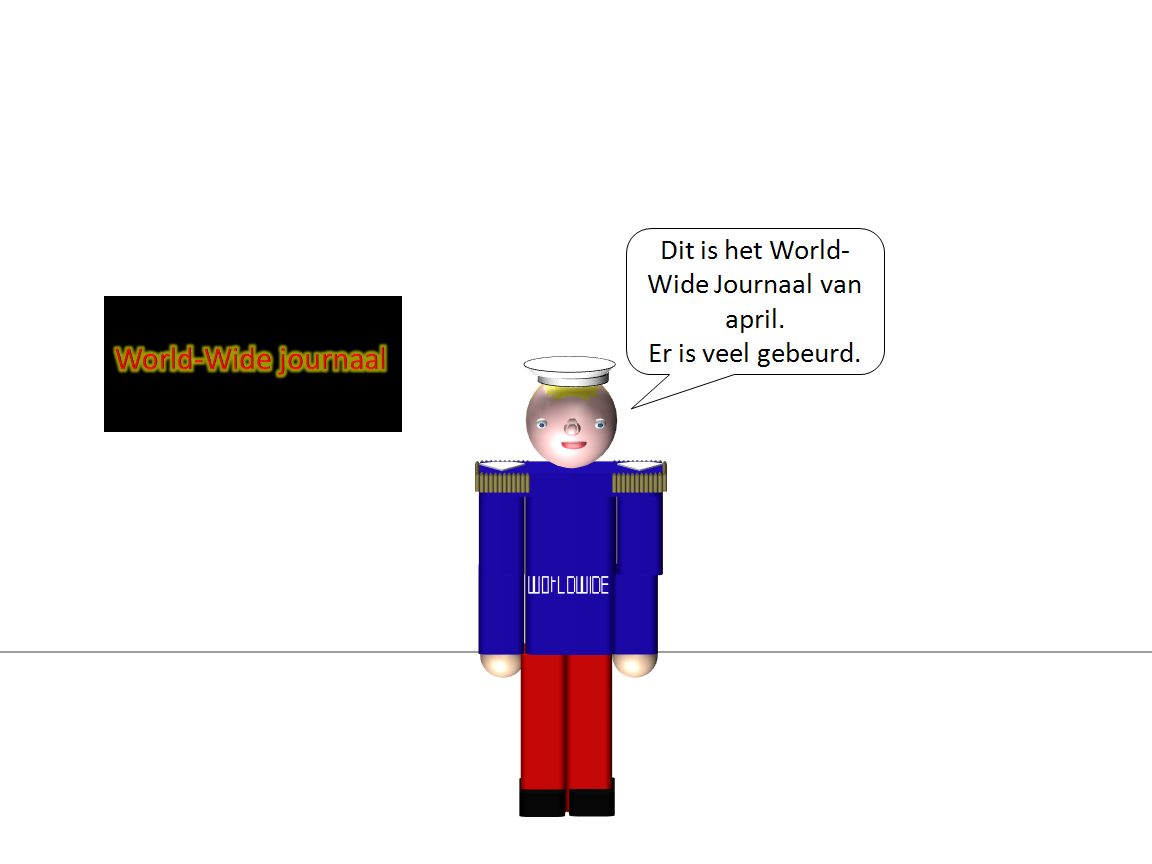 Dit is het World-
Wide Journaal van
april.
Er is veel gebeurd.
World-Wide journaal
WOrLDWIDE